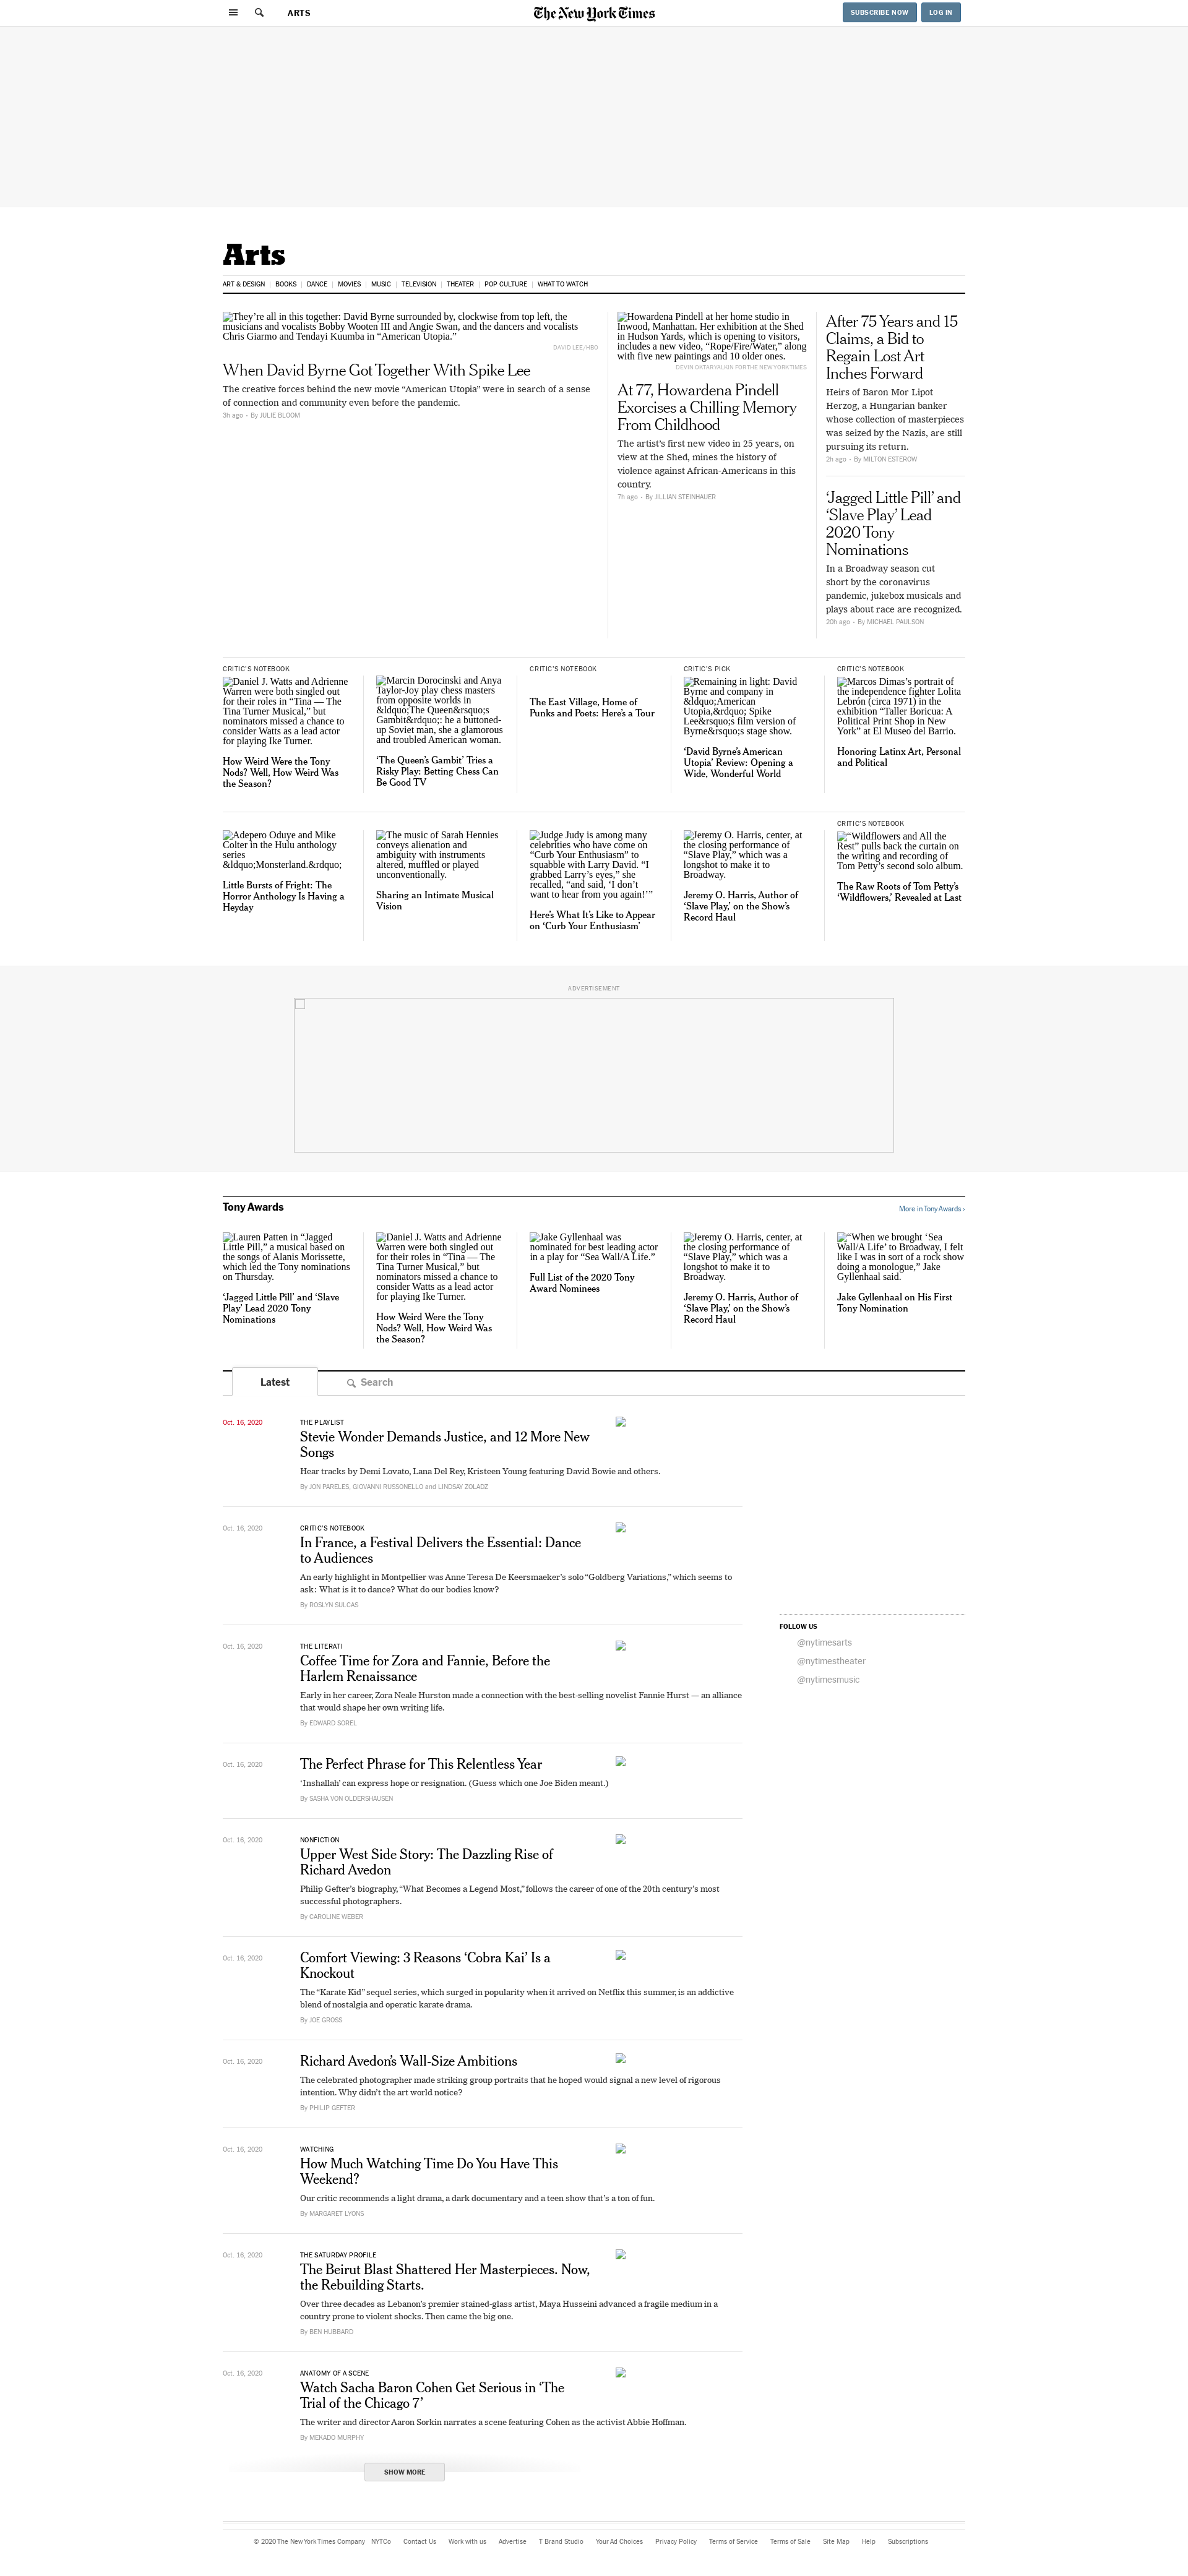 ARTS
The New York Times
SUBSCRIBE NOW
LOG IN
Arts
ART & DESIGN
BOOKS
DANCE
MOVIES
MUSIC
TELEVISION
THEATER
POP CULTURE
WHAT TO WATCH
They're all in this together: David Byrne surrounded by, clockwise from top left, the
musicians and vocalists Bobby Wooten III and Angie Swan, and the dancers and vocalists
Chris Giarmo and Tendayi Kuumba in “American Utopia.”
DAVID LEE/HBO
When David Byrne Got Together With Spike Lee
The creative forces behind the new movie “American Utopia” were in search of a sense
of connection and community even before the pandemic.
3h ago • By JULIE BLOOM
Howardena Pindell at her home studio in
Inwood, Manhattan. Her exhibition at the Shed
in Hudson Yards, which is opening to visitors,
includes a new video, “Rope/Fire/Water,” along
with five new paintings and 10 older ones.
DEVIN OKTAR YALKIN FOR THE NEW YORK TIMES
At 77, Howardena Pindell
Exorcises a Chilling Memory
From Childhood
The artist’s first new video in 25 years, on
view at the Shed, mines the history of
violence against African-Americans in this
country.
7h ago • By JILLIAN STEINHAUER
After 75 Years and 15
Claims, a Bid to
Regain Lost Art
Inches Forward
Heirs of Baron Mor Lipot
Herzog, a Hungarian banker
whose collection of masterpieces
was seized by the Nazis, are still
pursuing its return.
2h ago • By MILTON ESTEROW
‘Jagged Little Pill’ and
‘Slave Play’ Lead
2020 Tony
Nominations
In a Broadway season cut
short by the coronavirus
pandemic, jukebox musicals and
plays about race are recognized.
20h ago • By MICHAEL PAULSON
CRITIC'S NOTEBOOK
Daniel J. Watts and Adrienne
Warren were both singled out
for their roles in “Tina — The
Tina Turner Musical,” but
nominators missed a chance to
consider Watts as a lead actor
for playing Ike Turner.
How Weird Were the Tony
Nods? Well, How Weird Was
the Season?
Marcin Dorocinski and Anya
Taylor-Joy play chess masters
from opposite worlds in
&ldquo;The Queen&rsquo;s
Gambit&rdquo;: he a buttoned-
up Soviet man, she a glamorous
and troubled American woman.
‘The Queen’s Gambit’ Tries a
Risky Play: Betting Chess Can
Be Good TV
CRITIC'S NOTEBOOK
The East Village, Home of
Punks and Poets: Here’s a Tour
CRITIC'S PICK
Remaining in light: David
Byrne and company in
&ldquo;American
Utopia,&rdquo; Spike
Lee&rsquo;s film version of
Byrne&rsquo;s stage show.
‘David Byrne’s American
Utopia’ Review: Opening a
Wide, Wonderful World
CRITIC'S NOTEBOOK
Marcos Dimas’s portrait of
the independence fighter Lolita
Lebrón (circa 1971) in the
exhibition “Taller Boricua: A
Political Print Shop in New
York” at El Museo del Barrio.
Honoring Latinx Art, Personal
and Political
Adepero Oduye and Mike
Colter in the Hulu anthology
series
&ldquo;Monsterland.&rdquo;
Little Bursts of Fright: The
Horror Anthology Is Having a
Heyday
The music of Sarah Hennies
conveys alienation and
ambiguity with instruments
altered, muffled or played
unconventionally.
Sharing an Intimate Musical
Vision
Judge Judy is among many
celebrities who have come on
“Curb Your Enthusiasm” to
squabble with Larry David. “I
grabbed Larry’s eyes,” she
recalled, “and said, ‘I don’t
want to hear from you again!’”
Here’s What It’s Like to Appear
on ‘Curb Your Enthusiasm’
Jeremy O. Harris, center, at
the closing performance of
“Slave Play,” which was a
longshot to make it to
Broadway.
Jeremy O. Harris, Author of
‘Slave Play,’ on the Show’s
Record Haul
CRITIC'S NOTEBOOK
“Wildflowers and All the
Rest” pulls back the curtain on
the writing and recording of
Tom Petty’s second solo album.
The Raw Roots of Tom Petty’s
‘Wildflowers,’ Revealed at Last
ADVERTISEMENT
Tony Awards
More in Tony Awards ›
Lauren Patten in “Jagged
Little Pill,” a musical based on
the songs of Alanis Morissette,
which led the Tony nominations
on Thursday.
‘Jagged Little Pill’ and ‘Slave
Play’ Lead 2020 Tony
Nominations
Daniel J. Watts and Adrienne
Warren were both singled out
for their roles in “Tina — The
Tina Turner Musical,” but
nominators missed a chance to
consider Watts as a lead actor
for playing Ike Turner.
How Weird Were the Tony
Nods? Well, How Weird Was
the Season?
Jake Gyllenhaal was
nominated for best leading actor
in a play for “Sea Wall/A Life.”
Full List of the 2020 Tony
Award Nominees
Jeremy O. Harris, center, at
the closing performance of
“Slave Play,” which was a
longshot to make it to
Broadway.
Jeremy O. Harris, Author of
‘Slave Play,’ on the Show’s
Record Haul
“When we brought ‘Sea
Wall/A Life’ to Broadway, I felt
like I was in sort of a rock show
doing a monologue,” Jake
Gyllenhaal said.
Jake Gyllenhaal on His First
Tony Nomination
Latest
Search
Oct. 16, 2020
THE PLAYLIST
Stevie Wonder Demands Justice, and 12 More New
Songs
Hear tracks by Demi Lovato, Lana Del Rey, Kristeen Young featuring David Bowie and others.
By JON PARELES, GIOVANNI RUSSONELLO and LINDSAY ZOLADZ
Oct. 16, 2020
CRITIC'S NOTEBOOK
In France, a Festival Delivers the Essential: Dance
to Audiences
An early highlight in Montpellier was Anne Teresa De Keersmaeker’s solo “Goldberg Variations,” which seems to
ask: What is it to dance? What do our bodies know?
By ROSLYN SULCAS
Oct. 16, 2020
THE LITERATI
Coffee Time for Zora and Fannie, Before the
Harlem Renaissance
Early in her career, Zora Neale Hurston made a connection with the best-selling novelist Fannie Hurst — an alliance
that would shape her own writing life.
By EDWARD SOREL
Oct. 16, 2020
The Perfect Phrase for This Relentless Year
‘Inshallah’ can express hope or resignation. (Guess which one Joe Biden meant.)
By SASHA VON OLDERSHAUSEN
Oct. 16, 2020
NONFICTION
Upper West Side Story: The Dazzling Rise of
Richard Avedon
Philip Gefter’s biography, “What Becomes a Legend Most,” follows the career of one of the 20th century’s most
successful photographers.
By CAROLINE WEBER
Oct. 16, 2020
Comfort Viewing: 3 Reasons ‘Cobra Kai’ Is a
Knockout
The “Karate Kid” sequel series, which surged in popularity when it arrived on Netflix this summer, is an addictive
blend of nostalgia and operatic karate drama.
By JOE GROSS
Oct. 16, 2020
Richard Avedon’s Wall-Size Ambitions
The celebrated photographer made striking group portraits that he hoped would signal a new level of rigorous
intention. Why didn’t the art world notice?
By PHILIP GEFTER
Oct. 16, 2020
WATCHING
How Much Watching Time Do You Have This
Weekend?
Our critic recommends a light drama, a dark documentary and a teen show that’s a ton of fun.
By MARGARET LYONS
Oct. 16, 2020
THE SATURDAY PROFILE
The Beirut Blast Shattered Her Masterpieces. Now,
the Rebuilding Starts.
Over three decades as Lebanon’s premier stained-glass artist, Maya Husseini advanced a fragile medium in a
country prone to violent shocks. Then came the big one.
By BEN HUBBARD
Oct. 16, 2020
ANATOMY OF A SCENE
Watch Sacha Baron Cohen Get Serious in ‘The
Trial of the Chicago 7’
The writer and director Aaron Sorkin narrates a scene featuring Cohen as the activist Abbie Hoffman.
By MEKADO MURPHY
SHOW MORE
FOLLOW US
@nytimesarts
@nytimestheater
@nytimesmusic
© 2020 The New York Times Company
NYTCo
Contact Us
Work with us
Advertise
T Brand Studio
Your Ad Choices
Privacy Policy
Terms of Service
Terms of Sale
Site Map
Help
Subscriptions